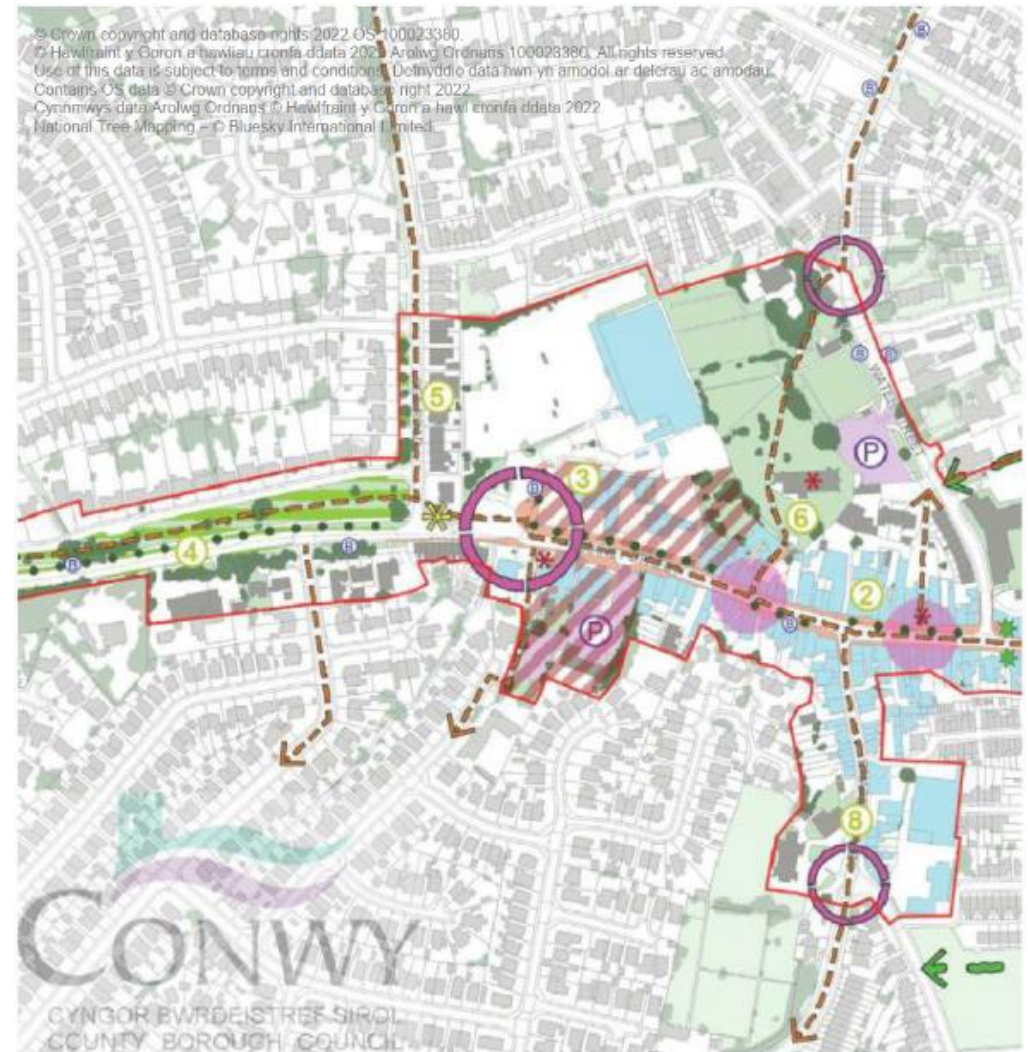 © Crown copyright and database rights 2022 OS 100023380.
© Hawlfraint y Goron a hawliau cronfa ddata 2022 Arolwg Ordnans 100023380. All rights reserved.
Use of this data is subject to terms and conditions. Defnyddio data hwn yn amodol ar delerau ac amodau.
Contains OS data © Crown copyright and database right 2022.
Cynnwys data Arolwg Ordnans © Hawlfraint y Goron a hawl cronfa ddata 2022
National Tree Mapping – © Bluesky International Limited.
B
B
B B
5
P
3
B
6
4
B
B
2
B
P
8
CONWY
CYNGOR BWRDEISTREF SIROL
COUNTY BOROUGH COUNCIL